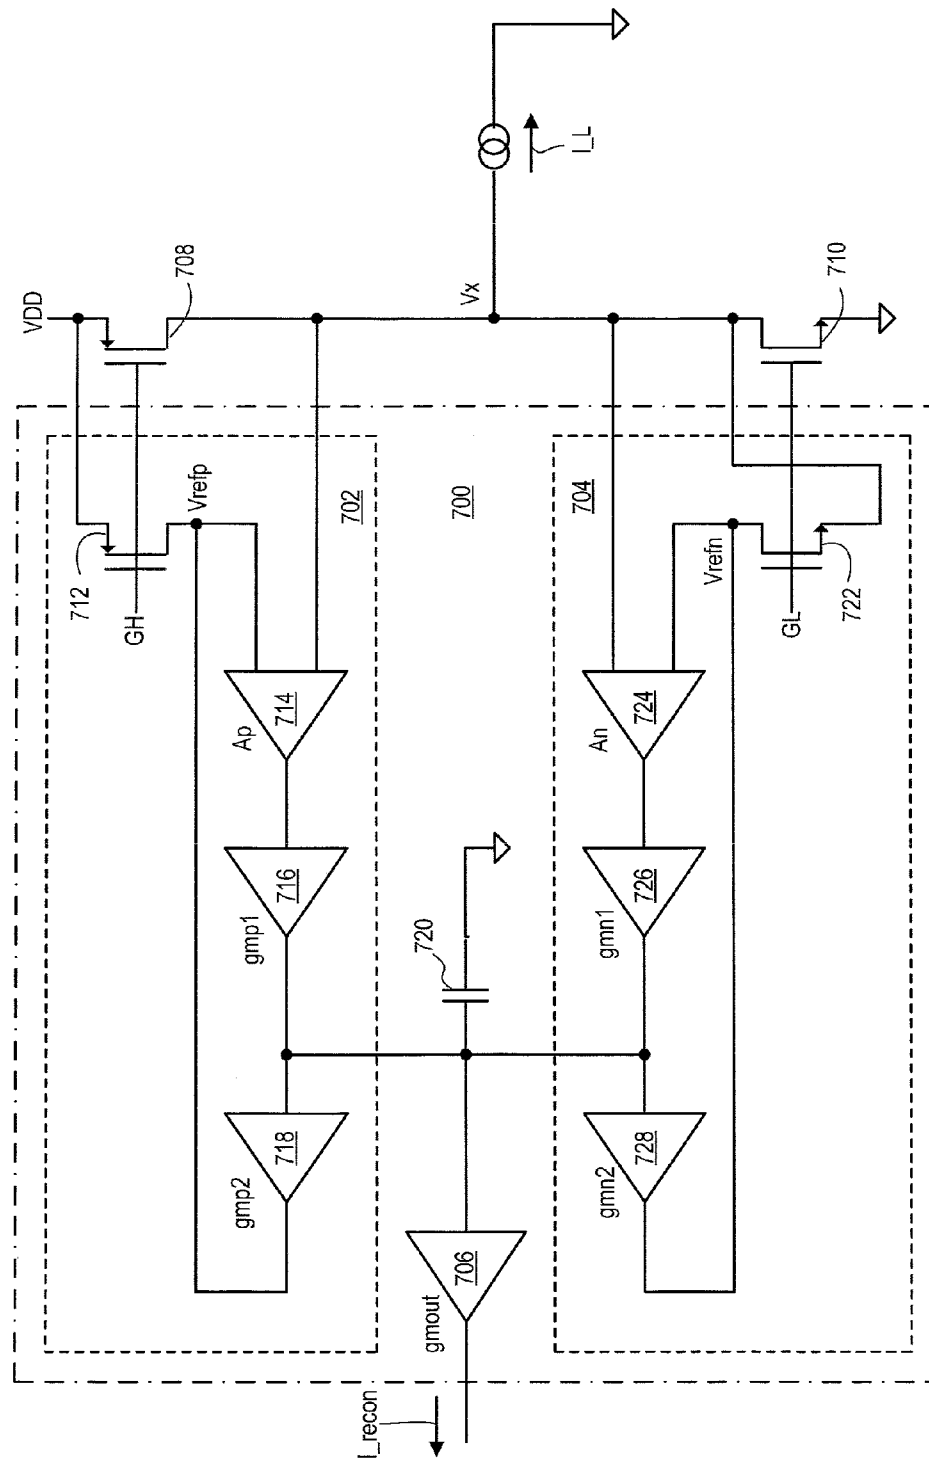 VDD
708
Vx
I_L
710
712
GH
Vrefp
702
700
704
Vrefn
GL
722
Ap
714
An
724
gmp1
716
720
gmn1
726
gmp2
718
gmn2
728
gmout
706
I_recon